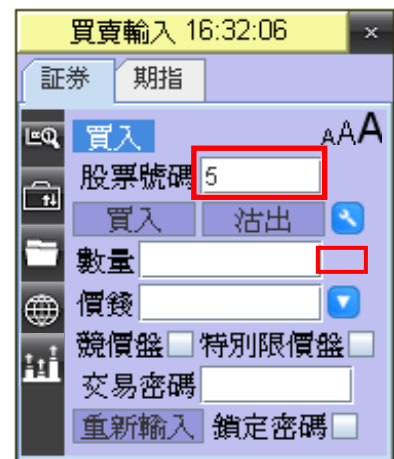 買賣輸入 16:32:06 ×
証券 期指
買入 AAA
股票號碼 5
買入 沽出
數量
價錢
競價盤 特別限價盤
交易密碼
重新輸入 鎖定密碼